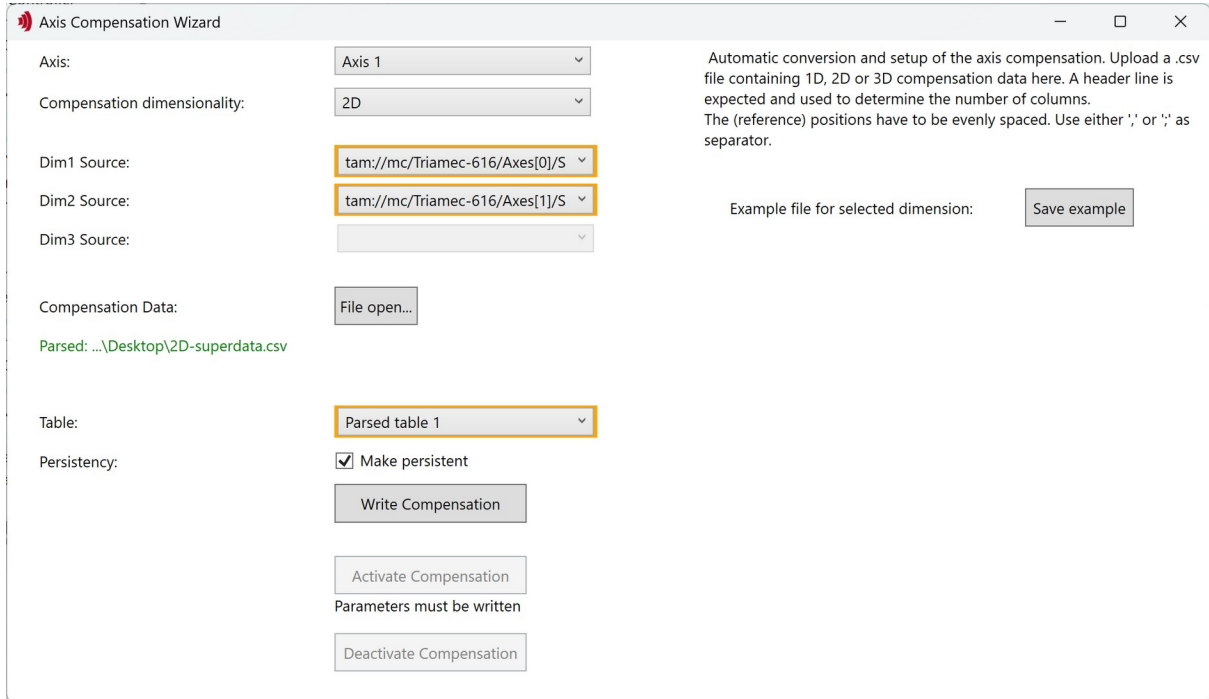 Axis Compensation Wizard
Axis:
Axis 1
Compensation dimensionality:
2D
Dim1 Source:
tam://mc/Triamec-616/Axes[0]/S
Dim2 Source:
tam://mc/Triamec-616/Axes[1]/S
Dim3 Source:
Compensation Data:
File open...
Parsed: ...\Desktop\2D-superdata.csv
Table:
Parsed table 1
Persistency:
Make persistent
Write Compensation
Activate Compensation
Parameters must be written
Deactivate Compensation
Automatic conversion and setup of the axis compensation. Upload a .csv
file containing 1D, 2D or 3D compensation data here. A header line is
expected and used to determine the number of columns.
The (reference) positions have to be evenly spaced. Use either ',' or ';' as
separator.
Example file for selected dimension:
Save example